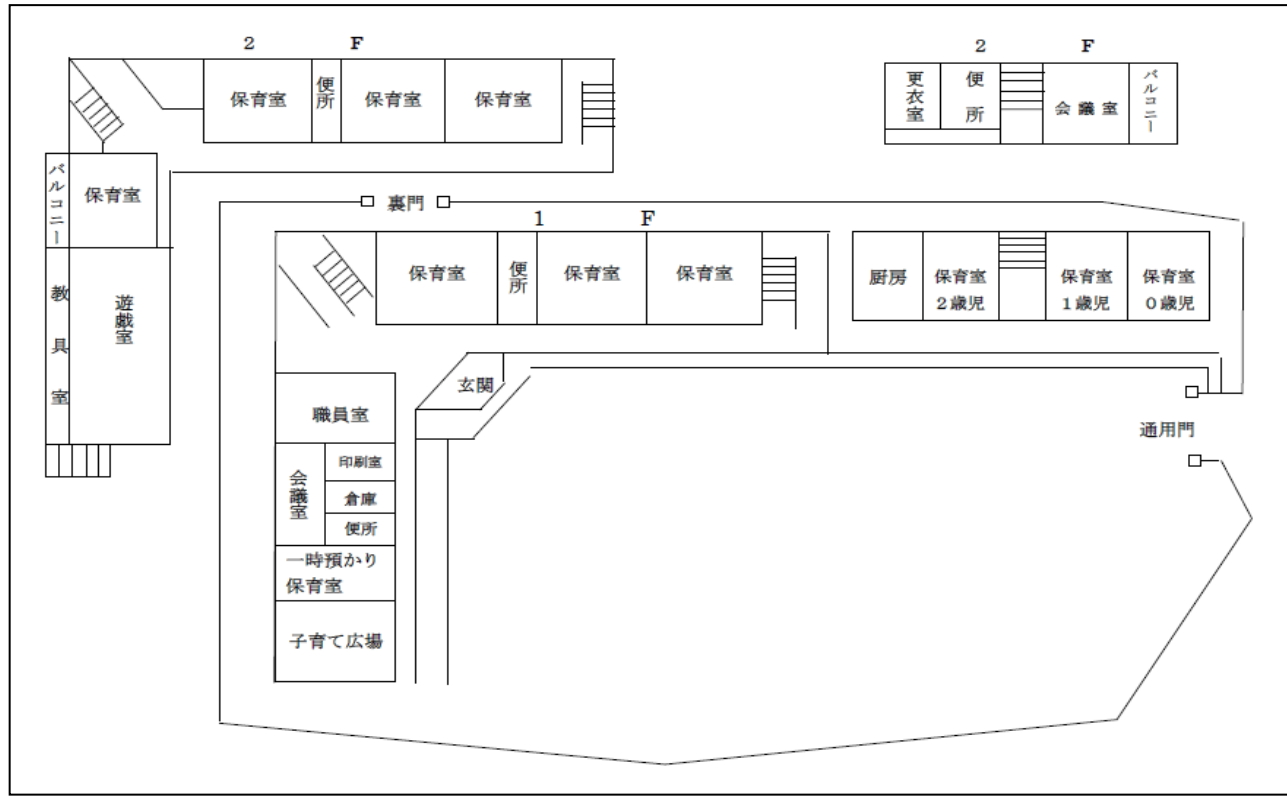 2 F
保育室
便所
保育室
保育室
バルコニー
保育室
教具室
遊戯室
2 F
更衣室
便所
会議室
バルコニー
裏門
1 F
保育室
便所
保育室
保育室
厨房
保育室
2歳児
保育室
1歳児
保育室
0歳児
玄関
職員室
会議室
印刷室
倉庫
便所
一時預かり
保育室
子育て広場
通用門